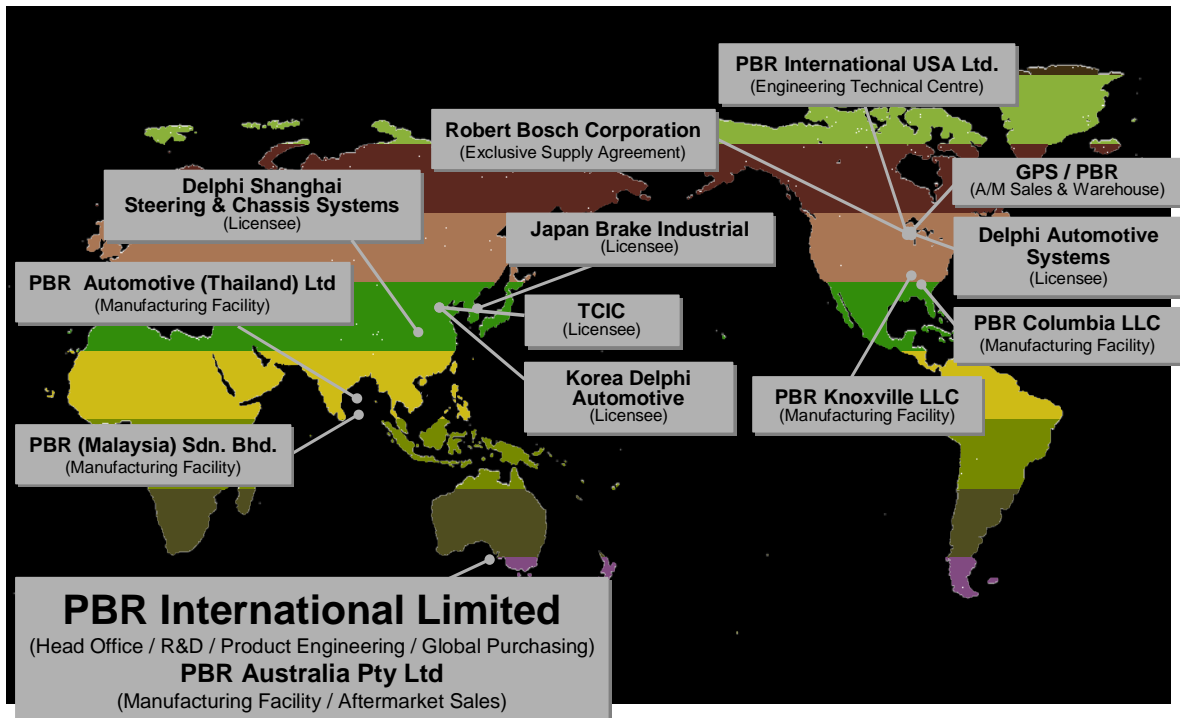 PBR International USA Ltd.
(Engineering Technical Centre)
Robert Bosch Corporation
(Exclusive Supply Agreement)
GPS / PBR
(A/M Sales & Warehouse)
Delphi Shanghai
Steering & Chassis Systems
(Licensee)
Japan Brake Industrial
(Licensee)
Delphi Automotive
Systems
(Licensee)
PBR  Automotive (Thailand) Ltd
(Manufacturing Facility)
TCIC
(Licensee)
PBR Columbia LLC
(Manufacturing Facility)
Korea Delphi
Automotive
(Licensee)
PBR Knoxville LLC
(Manufacturing Facility)
PBR (Malaysia) Sdn. Bhd.
(Manufacturing Facility)
PBR International Limited
(Head Office / R&D / Product Engineering / Global Purchasing)
PBR Australia Pty Ltd
(Manufacturing Facility / Aftermarket Sales)